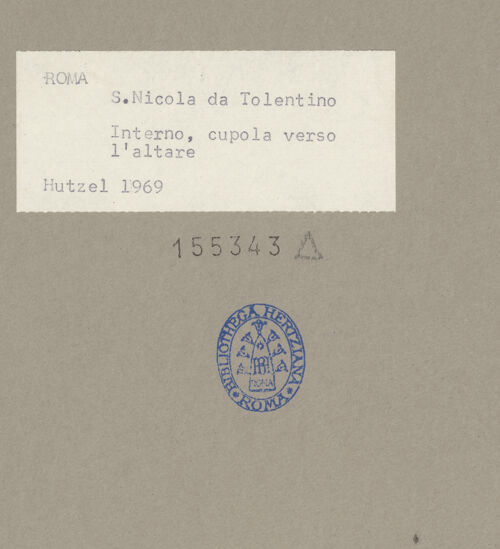 ROMA
S.Nicola da Tolentino
Interno, cupola verso
l'altare
Hutzel 1969
155343
BIBLIOTHECA HERTZIANA
ROMA